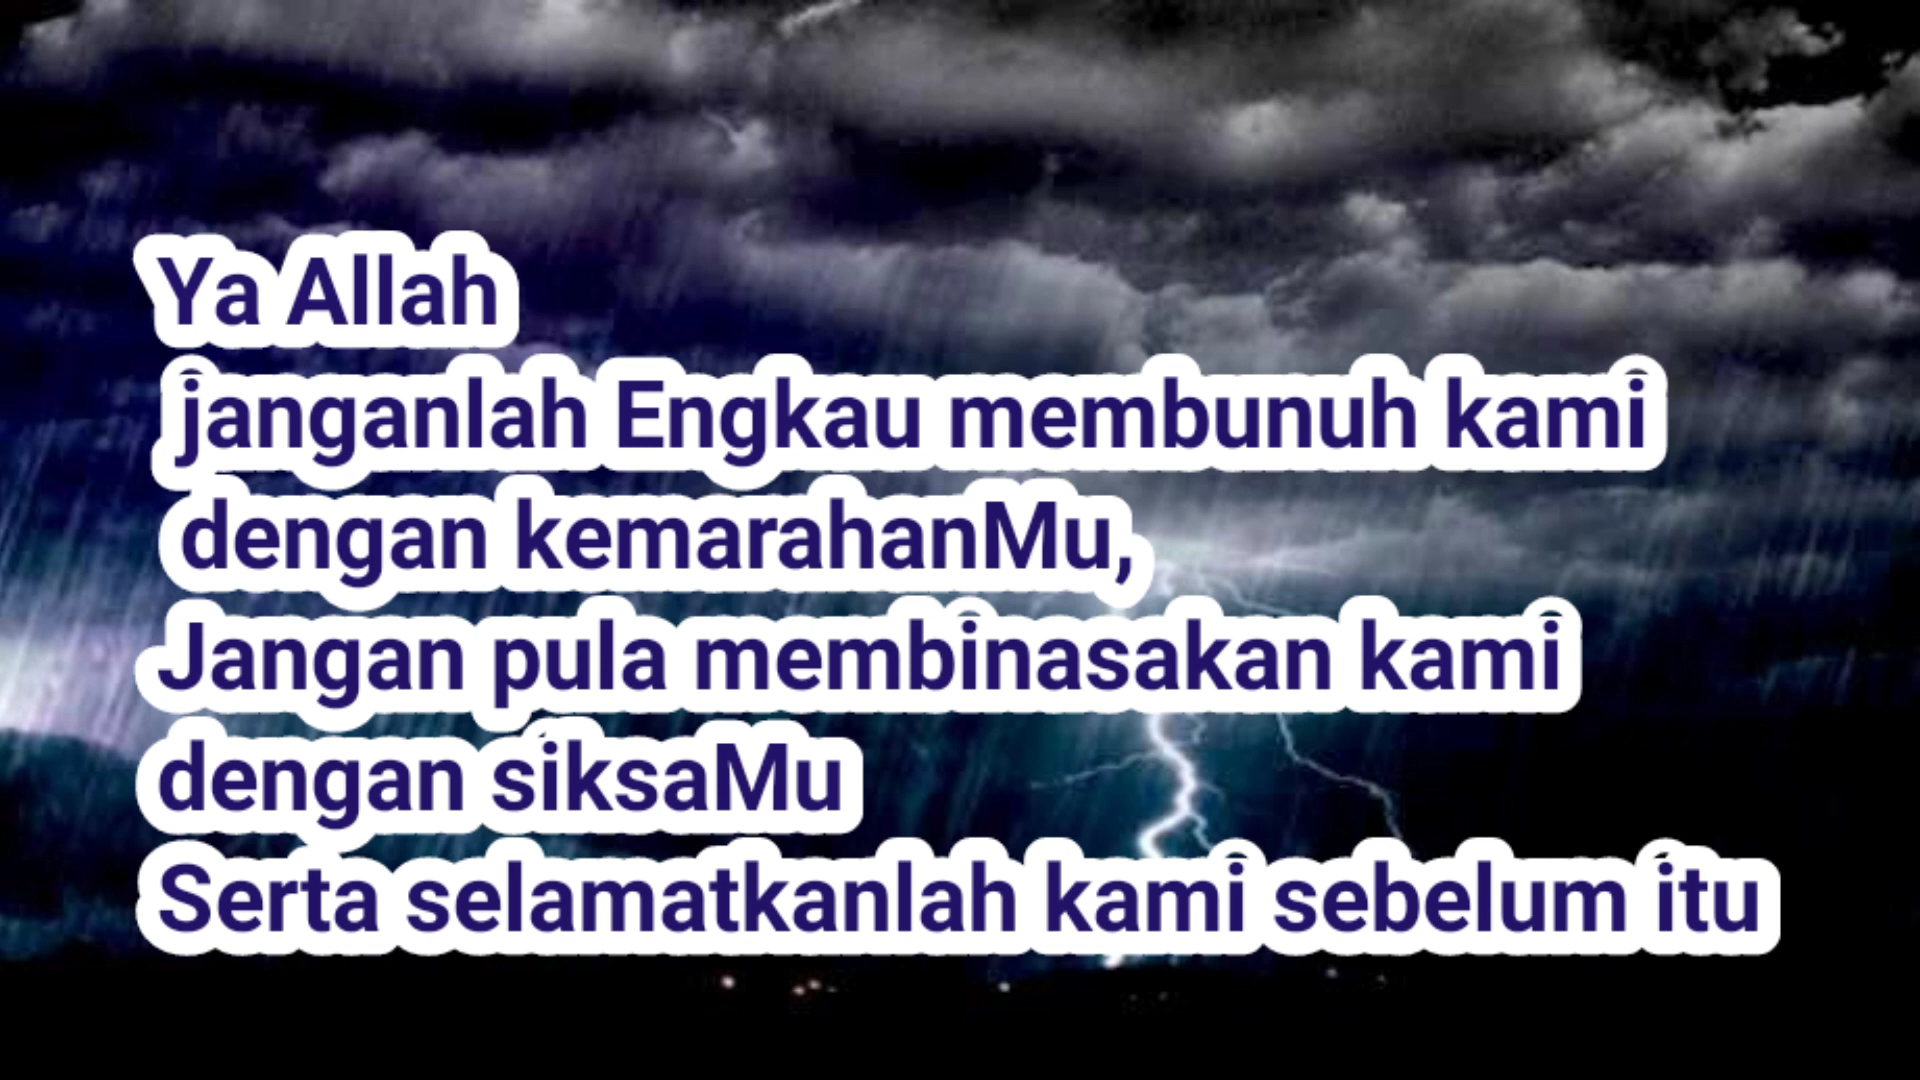 Ya Allah
janganlah Engkau membunuh kami
dengan kemarahanMu,
Jangan pula membinasakan kami
dengan siksaMu
Serta selamatkanlah kami sebelum itu